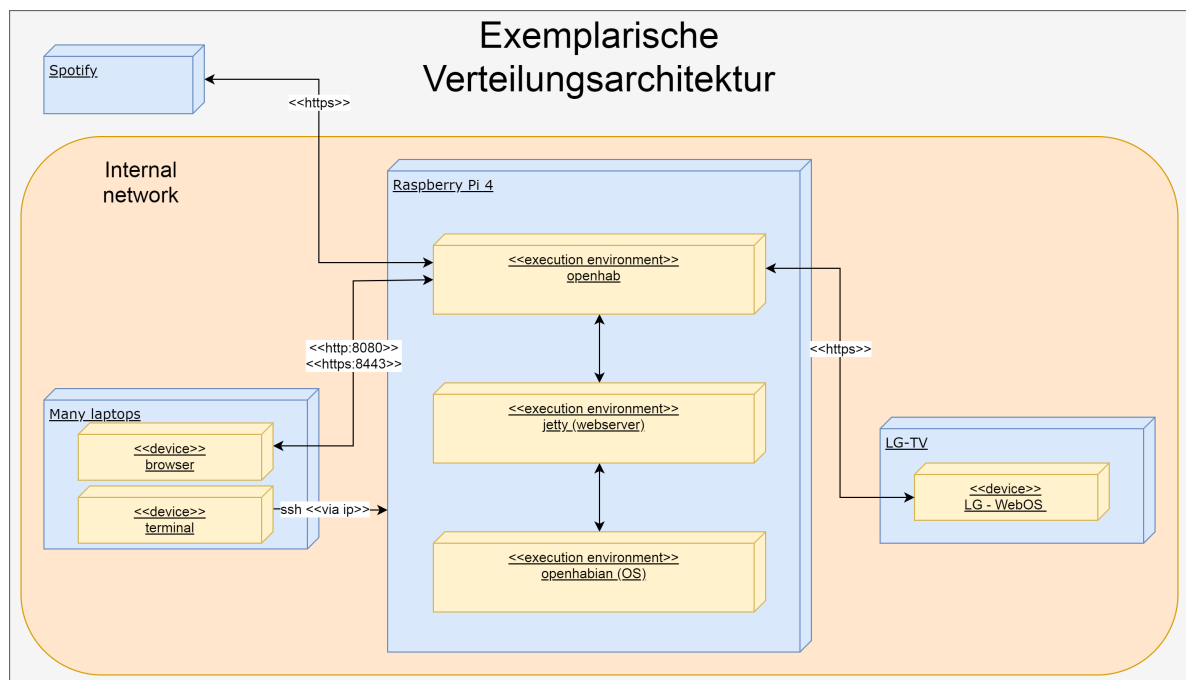 Exemplarische
Verteilungsarchitektur
Spotify
<<https>>
Internal
network
Raspberry Pi 4
<<execution environment>>
openhab
<<http:8080>>
<<https:8443>>
<<https>>
Many laptops
<<device>>
browser
<<device>>
terminal
ssh <<via ip>>
<<execution environment>>
jetty (webserver)
<<execution environment>>
openhabian (OS)
LG-TV
<<device>>
LG - WebOS